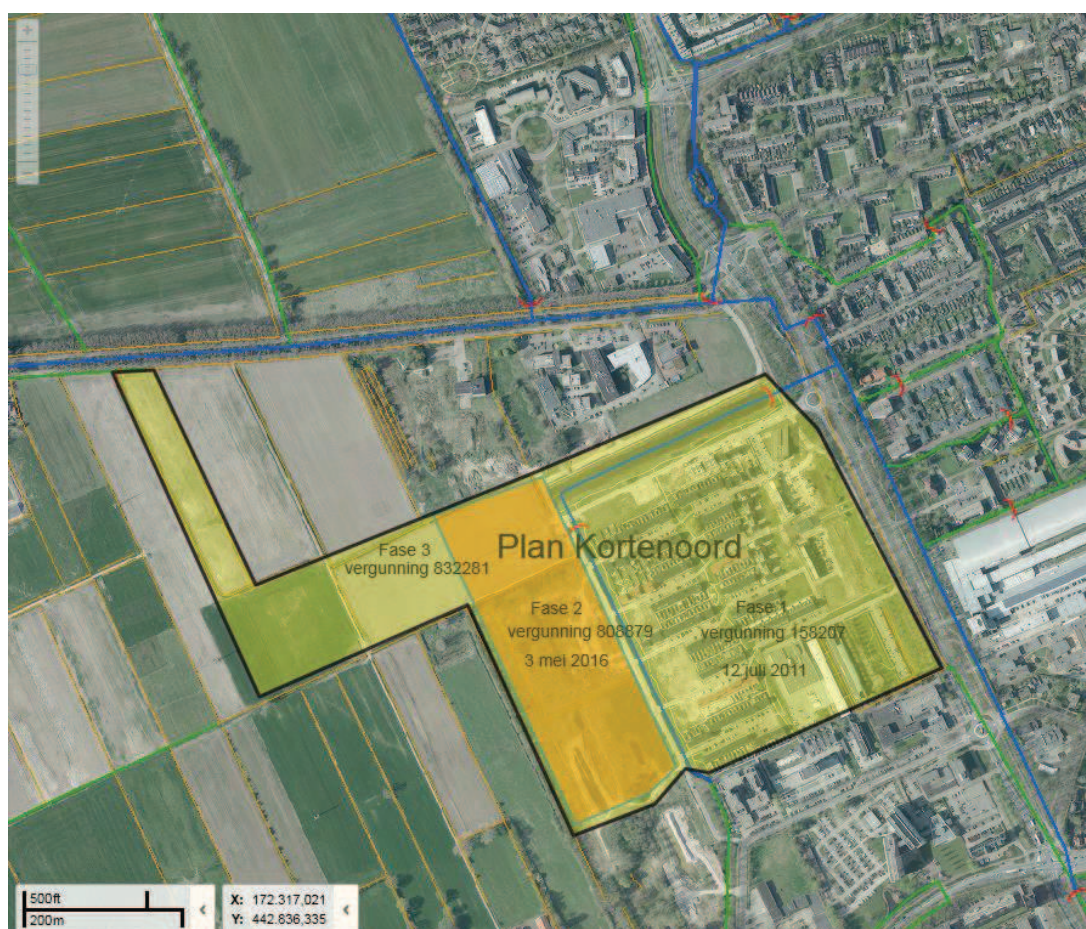 Plan Kortenoord
Fase 3
vergunning 832281
Fase 2
vergunning 808879
3 mei 2016
Fase 1
vergunning 158207
12 juli 2011
500ft
200m
X: 172.317,021
Y: 442.836,335